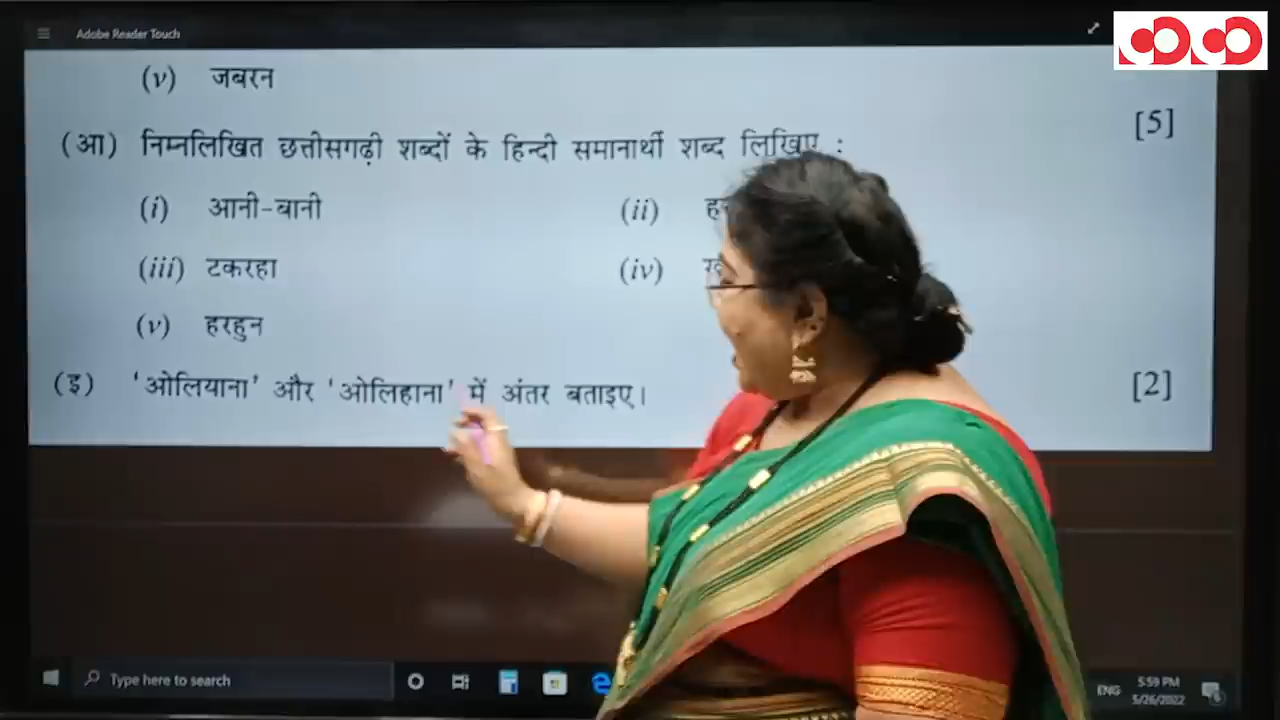 Adobe Reader Touch
(v) जबरन
[5]
(आ) निम्नलिखित छत्तीसगढ़ी शब्दों के हिन्दी समानार्थी शब्द लिखिए :
(i) आनी-बानी (ii)
(iii) टकरहा (iv)
(v) हरहुन
(इ) 'ओलियाना' और 'ओलिहाना' में अंतर बताइए। [2]
Type here to search
ENG
5:59 PM
5/26/2022